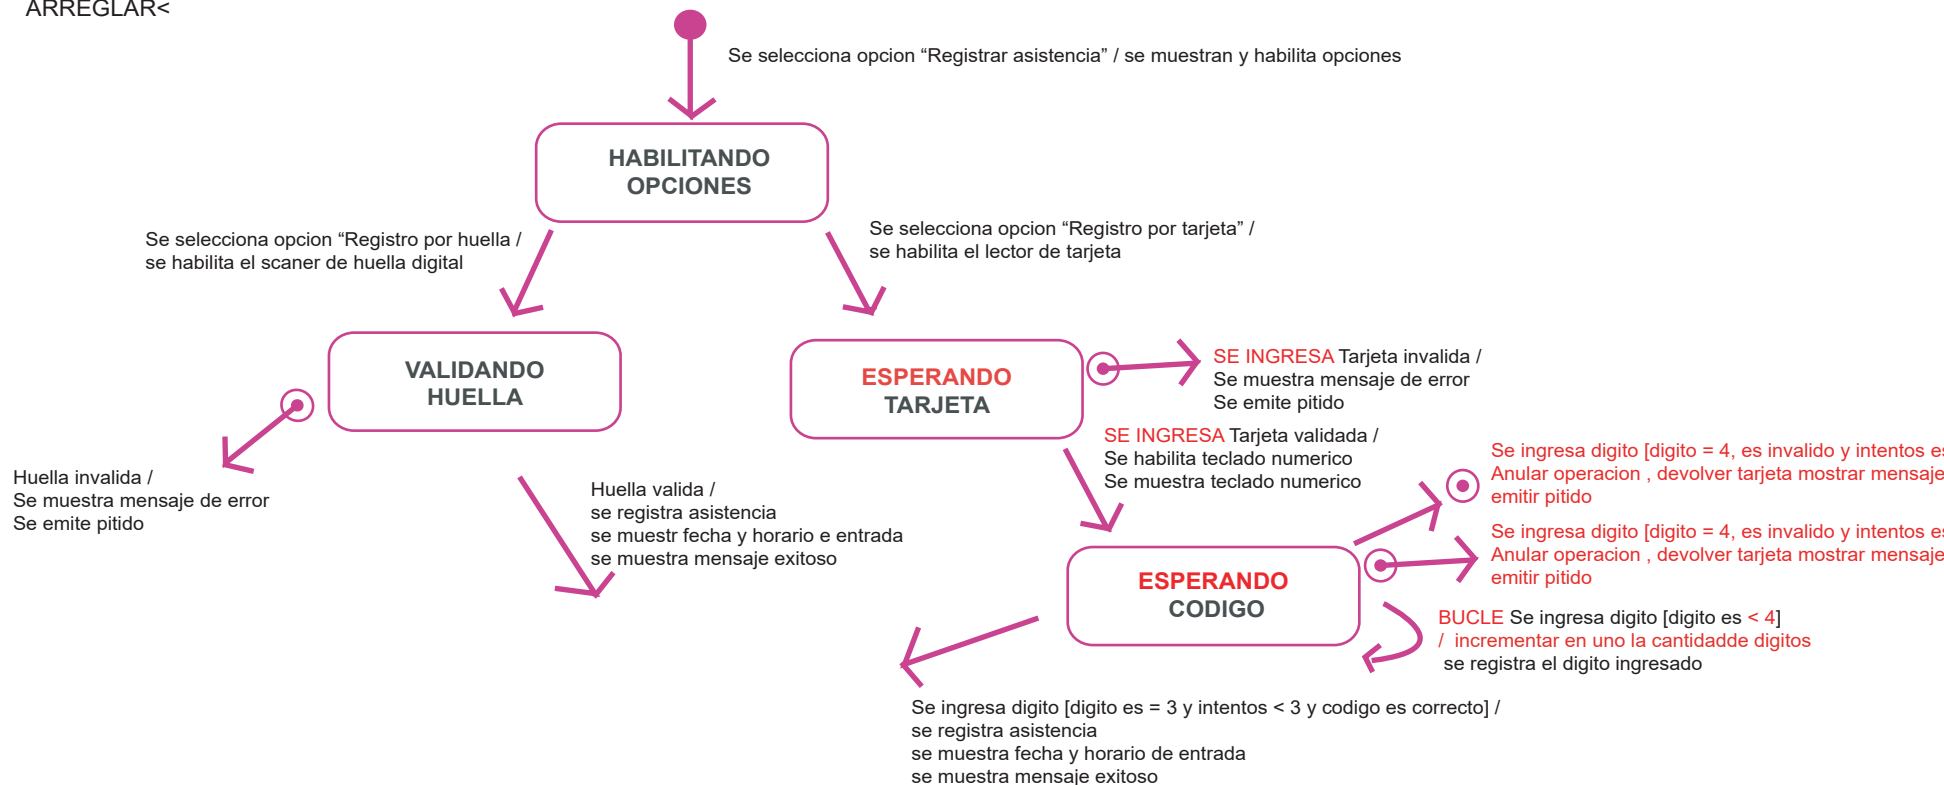 ARREGLAR<
Se selecciona opcion “Registrar asistencia” / se muestran y habilita opciones
HABILITANDO
OPCIONES
Se selecciona opcion “Registro por huella /
se habilita el scaner de huella digital
Se selecciona opcion “Registro por tarjeta” /
se habilita el lector de tarjeta
VALIDANDO
HUELLA
ESPERANDO
TARJETA
SE INGRESA Tarjeta invalida /
Se muestra mensaje de error
Se emite pitido
SE INGRESA Tarjeta validada /
Se habilita teclado numerico
Se muestra teclado numerico
Huella invalida /
Se muestra mensaje de error
Se emite pitido
Huella valida /
se registra asistencia
se muestr fecha y horario e entrada
se muestra mensaje exitoso
Se ingresa digito [digito = 4, es invalido y intentos es
Anular operacion , devolver tarjeta mostrar mensaje
emitir pitido
Se ingresa digito [digito = 4, es invalido y intentos es
Anular operacion , devolver tarjeta mostrar mensaje
emitir pitido
ESPERANDO
CODIGO
BUCLE Se ingresa digito [digito es < 4]
/ incrementar en uno la cantidadde digitos
se registra el digito ingresado
Se ingresa digito [digito es = 3 y intentos < 3 y codigo es correcto] /
se registra asistencia
se muestra fecha y horario de entrada
se muestra mensaje exitoso